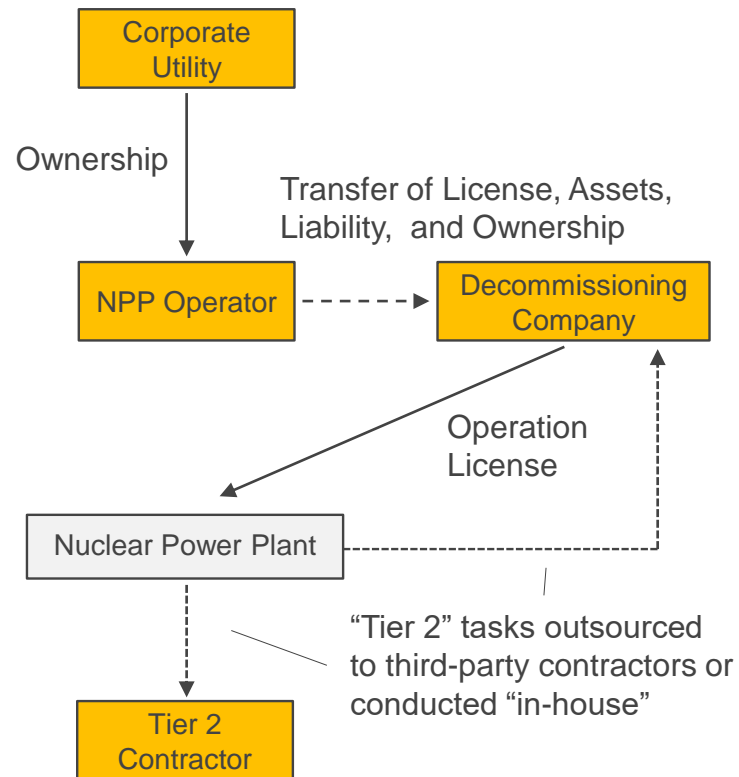 Corporate
Utility
Ownership
Transfer of License, Assets,
Liability, and Ownership
NPP Operator
Decommissioning
Company
Operation
License
Nuclear Power Plant
“Tier 2” tasks outsourced
to third-party contractors or
conducted “in-house”
Tier 2
Contractor